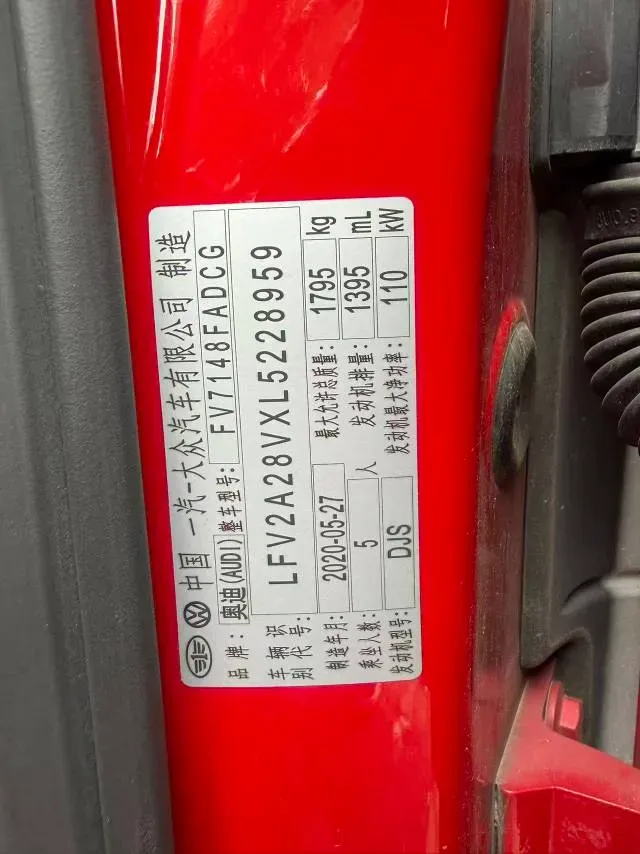 中国 一汽-大众汽车有限公司 制造
品牌: 奥迪(AUDI) 整车型号: FV7148FADCG
车辆识别代号: LFV2A28VXL5228959
制造年月: 2020-05-27 最大允许总质量: 1795 kg
乘坐人数: 5 人 发动机排量: 1395 mL
发动机型号: DJS 发动机最大净功率: 110 kW